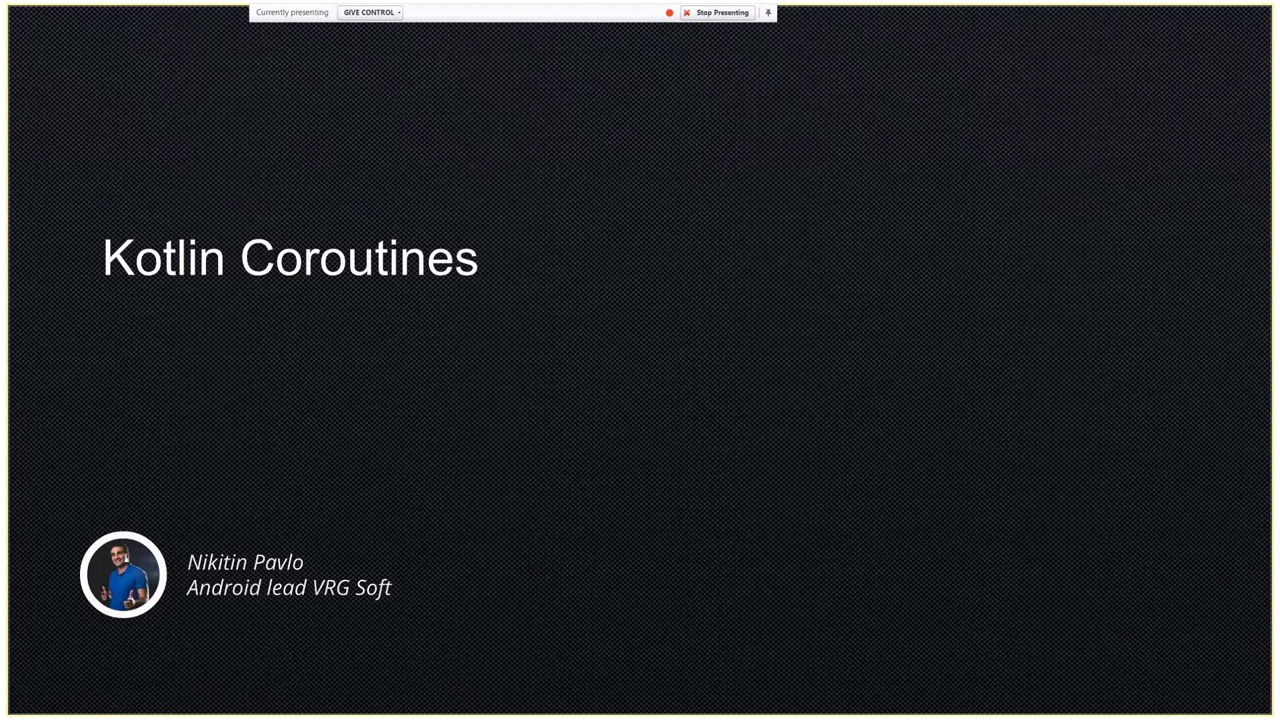 Currently presenting GIVE CONTROL Stop Presenting
Kotlin Coroutines
Nikitin Pavlo
Android lead VRG Soft